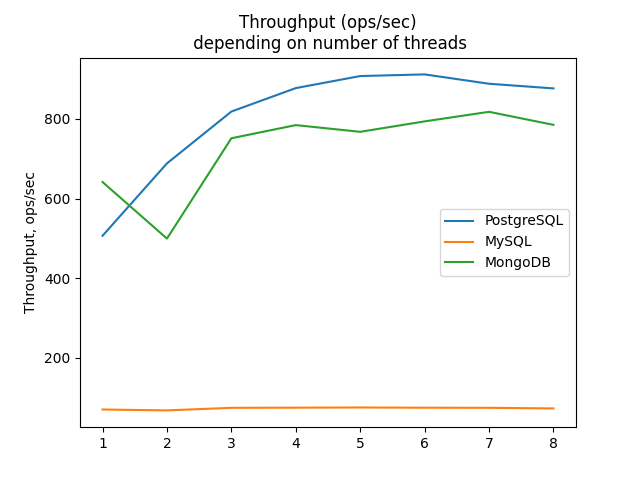 Throughput (ops/sec)
depending on number of threads
Throughput, ops/sec
800
600
400
200
PostgreSQL
MySQL
MongoDB
1 2 3 4 5 6 7 8